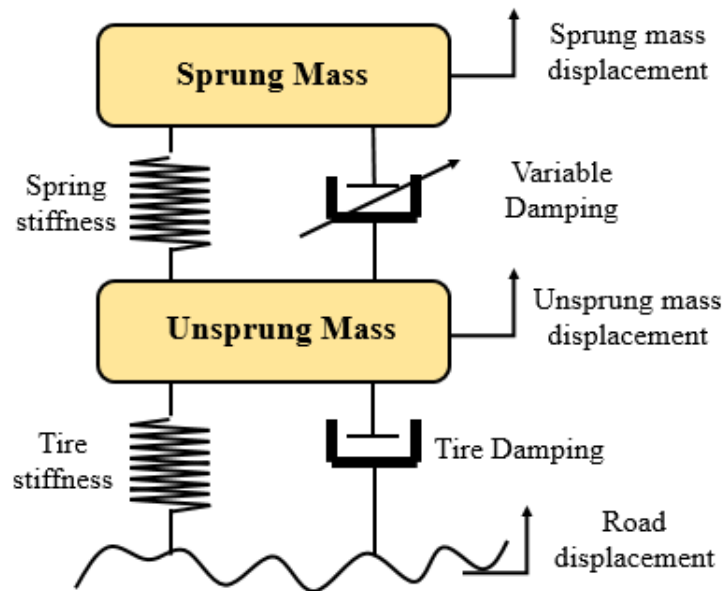 Sprung Mass
Sprung mass
displacement
Spring
stiffness
Variable
Damping
Unsprung Mass
Unsprung mass
displacement
Tire
stiffness
Tire Damping
Road
displacement